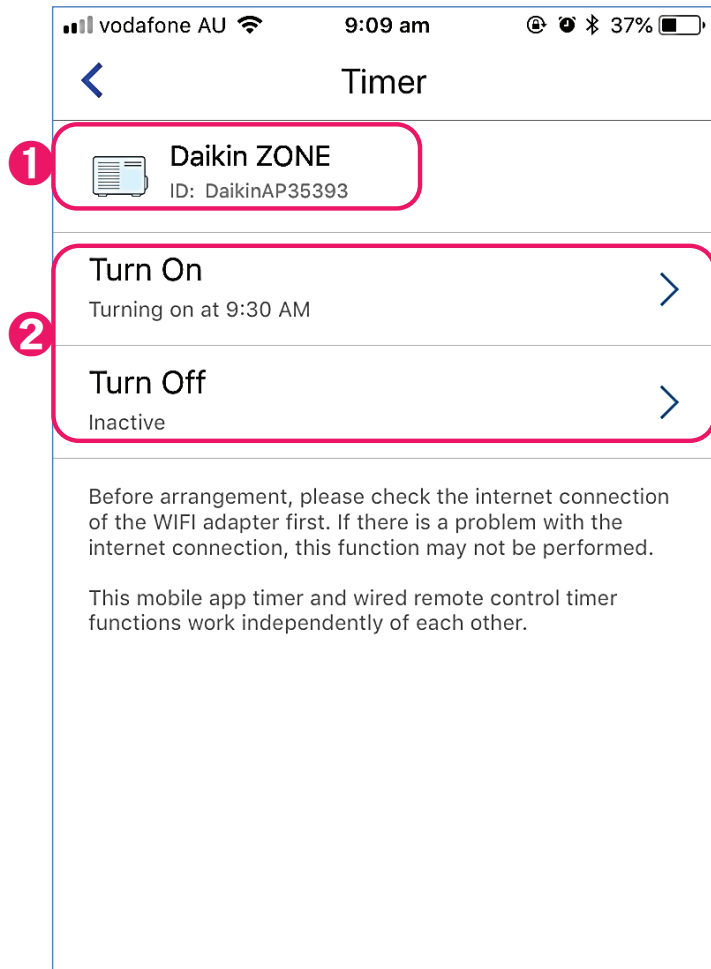 vodafone AU 9:09 am 37%
Timer
1
Daikin ZONE
ID: DaikinAP35393
2
Turn On
Turning on at 9:30 AM
Turn Off
Inactive
Before arrangement, please check the internet connection
of the WIFI adapter first. If there is a problem with the
internet connection, this function may not be performed.
This mobile app timer and wired remote control timer
functions work independently of each other.